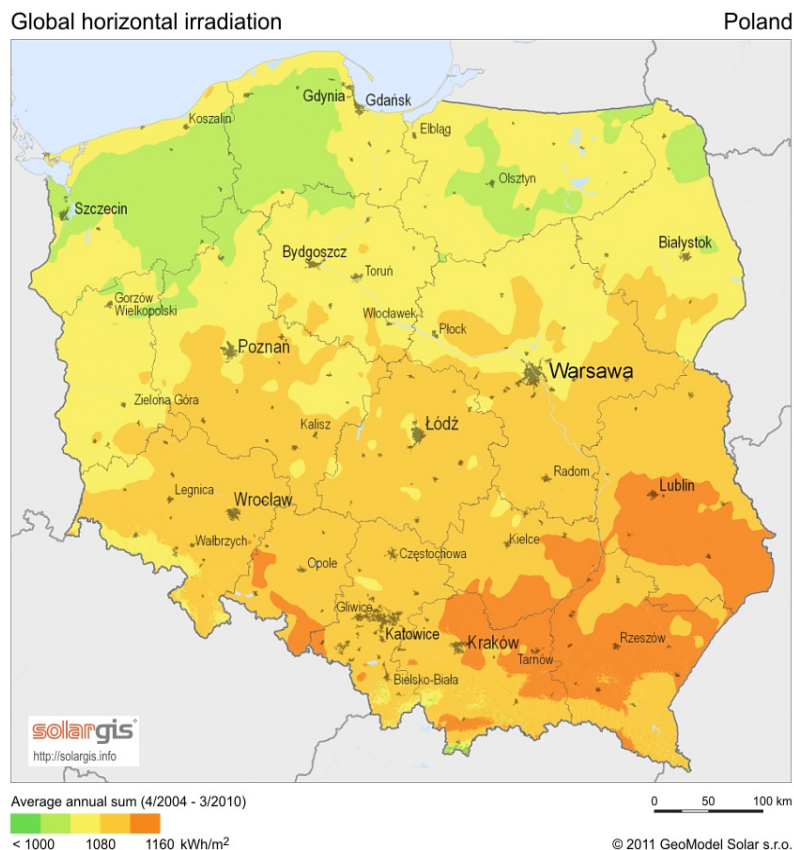 Global horizontal irradiation
Poland
Gdynia
Gdańsk
Koszalin
Elbląg
Olsztyn
Szczecin
Białystok
Bydgoszcz
Toruń
Gorzów
Wielkopolski
Włocławek
Płock
Poznań
Warsawa
Zielona Góra
Kalisz
Łódź
Radom
Lublin
Legnica
Wrocław
Wałbrzych
Kielce
Opole
Częstochowa
Gliwice
Katowice
Kraków
Rzeszów
Tarnów
Bielsko-Biała
solargis
http://solargis.info
Average annual sum (4/2004 - 3/2010)
0 50 100 km
< 1000 1080 1160 kWh/m²
© 2011 GeoModel Solar s.r.o.